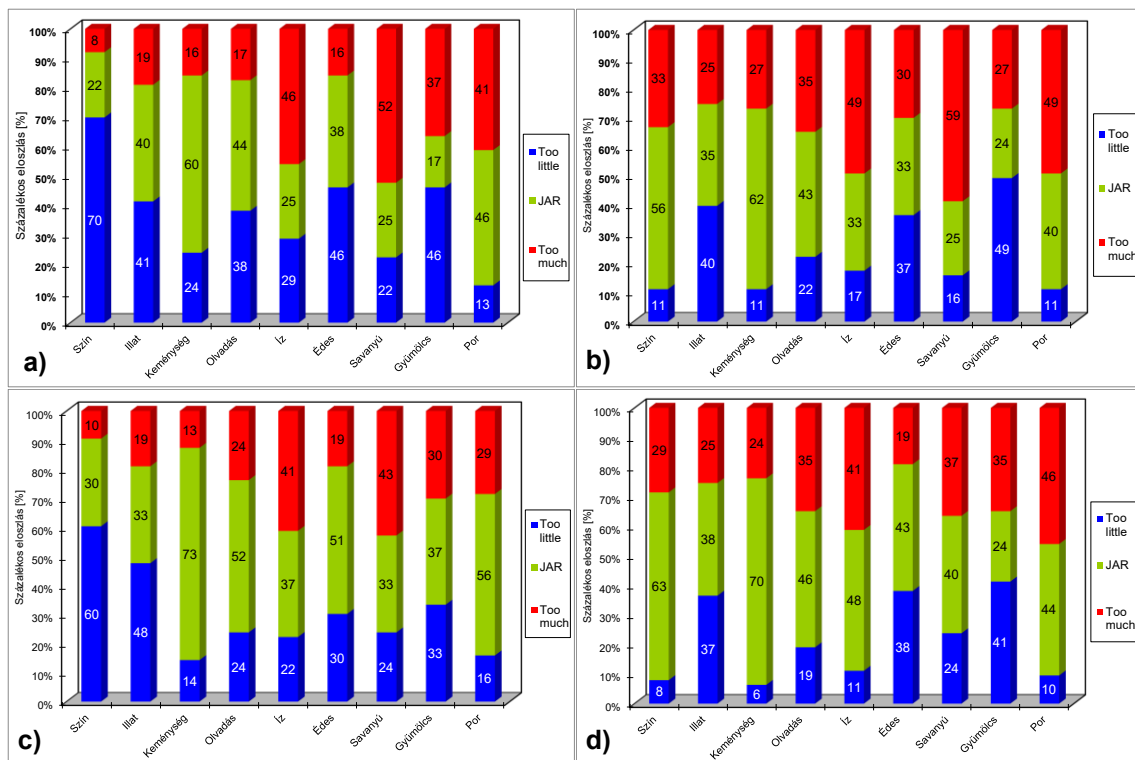 Százalékos eloszlás [%]
100%
90%
80%
70%
60%
50%
40%
30%
20%
10%
0%
8 19 16 17 46 16 52 37 41
22 40 60 44 25 38 25 17 46
70 41 24 38 29 46 22 46 13
Szín Illat Keménység Olvadás Íz Édes Savanyú Gyümölcs Por
Too
little
JAR
Too
much
a)
Százalékos eloszlás [%]
100%
90%
80%
70%
60%
50%
40%
30%
20%
10%
0%
33 25 27 35 49 30 59 27 49
56 35 62 43 33 33 25 24 40
11 40 11 22 17 37 16 49 11
Szín Illat Keménység Olvadás Íz Édes Savanyú Gyümölcs Por
Too
little
JAR
Too
much
b)
Százalékos eloszlás [%]
100%
90%
80%
70%
60%
50%
40%
30%
20%
10%
0%
10 19 13 24 41 19 43 30 29
30 33 73 52 37 51 33 37 56
60 48 14 24 22 30 24 33 16
Szín Illat Keménység Olvadás Íz Édes Savanyú Gyümölcs Por
Too
little
JAR
Too
much
c)
Százalékos eloszlás [%]
100%
90%
80%
70%
60%
50%
40%
30%
20%
10%
0%
29 25 24 35 41 19 37 35 46
63 38 70 46 48 43 40 24 44
8 37 6 19 11 38 24 41 10
Szín Illat Keménység Olvadás Íz Édes Savanyú Gyümölcs Por
Too
little
JAR
Too
much
d)